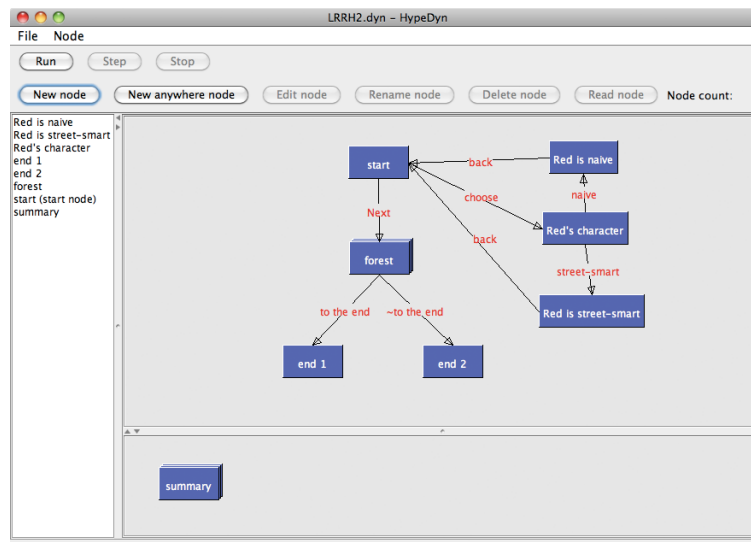 LRRH2.dyn - HypeDyn
File Node
Run Step Stop
New node New anywhere node Edit node Rename node Delete node Read node Node count:
Red is naive
Red is street-smart
Red's character
end 1
end 2
forest
start (start node)
summary
start back Red is naive
choose naive
Next
Red's character
back
forest
street-smart
to the end ~to the end Red is street-smart
end 1 end 2
summary